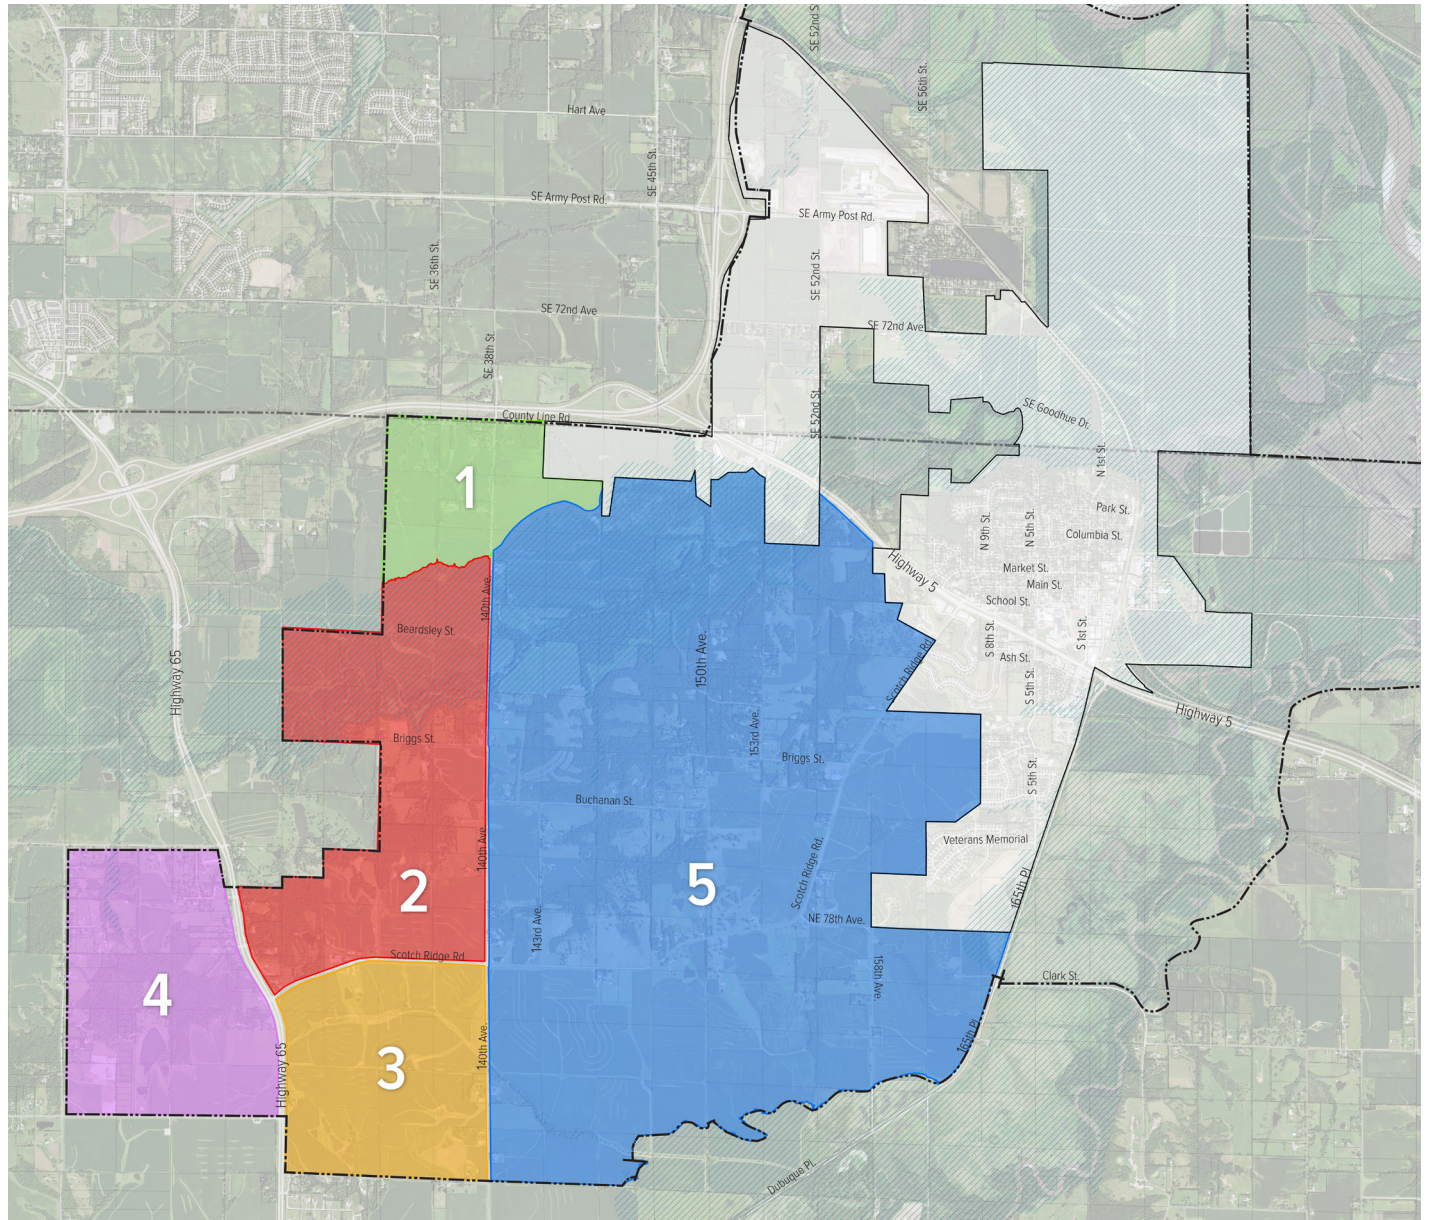 SE 52nd S
SE 56th St.
Hart Ave
SE 45th St.
SE Army Post Rd.
SE Army Post Rd.
SE 36th St.
SE 52nd St.
SE 72nd Ave
SE 72nd Ave
SE 38th St.
SE 52nd St.
County Line Rd.
SE Goodhue Dr.
N 1st St.
1
Park St.
N 9th St.
N 5th St.
Columbia St.
Highway 5
Market St.
Main St.
140th Ave.
School St.
Beardsley St.
S 8th St.
S 1st St.
150th Ave.
Ash St.
Scotch Ridge Rd.
Highway 65
S 5th St.
Highway 5
Briggs St.
153rd Ave.
Briggs St.
S 5th St.
Buchanan St.
Veterans Memorial
140th Ave.
Scotch Ridge Rd.
2
5
165th Pl.
NE 78th Ave.
143rd Ave.
Scotch Ridge Rd.
158th Ave.
Clark St.
4
165th Pl.
140th Ave.
3
Highway 65
Dubuque Pl.